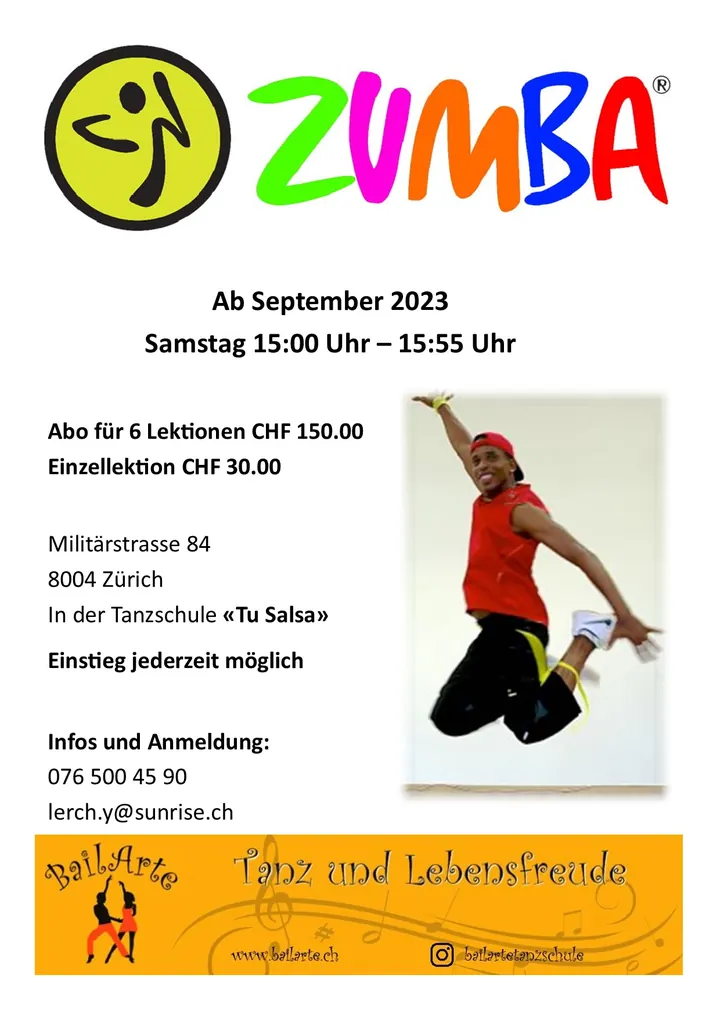 ZUMBA®
Ab September 2023
Samstag 15:00 Uhr – 15:55 Uhr
Abo für 6 Lektionen CHF 150.00
Einzellektion CHF 30.00
Militärstrasse 84
8004 Zürich
In der Tanzschule «Tu Salsa»
Einstieg jederzeit möglich
Infos und Anmeldung:
076 500 45 90
lerch.y@sunrise.ch
BailArte
Tanz und Lebensfreude
www.bailarte.ch
bailartetanzschule